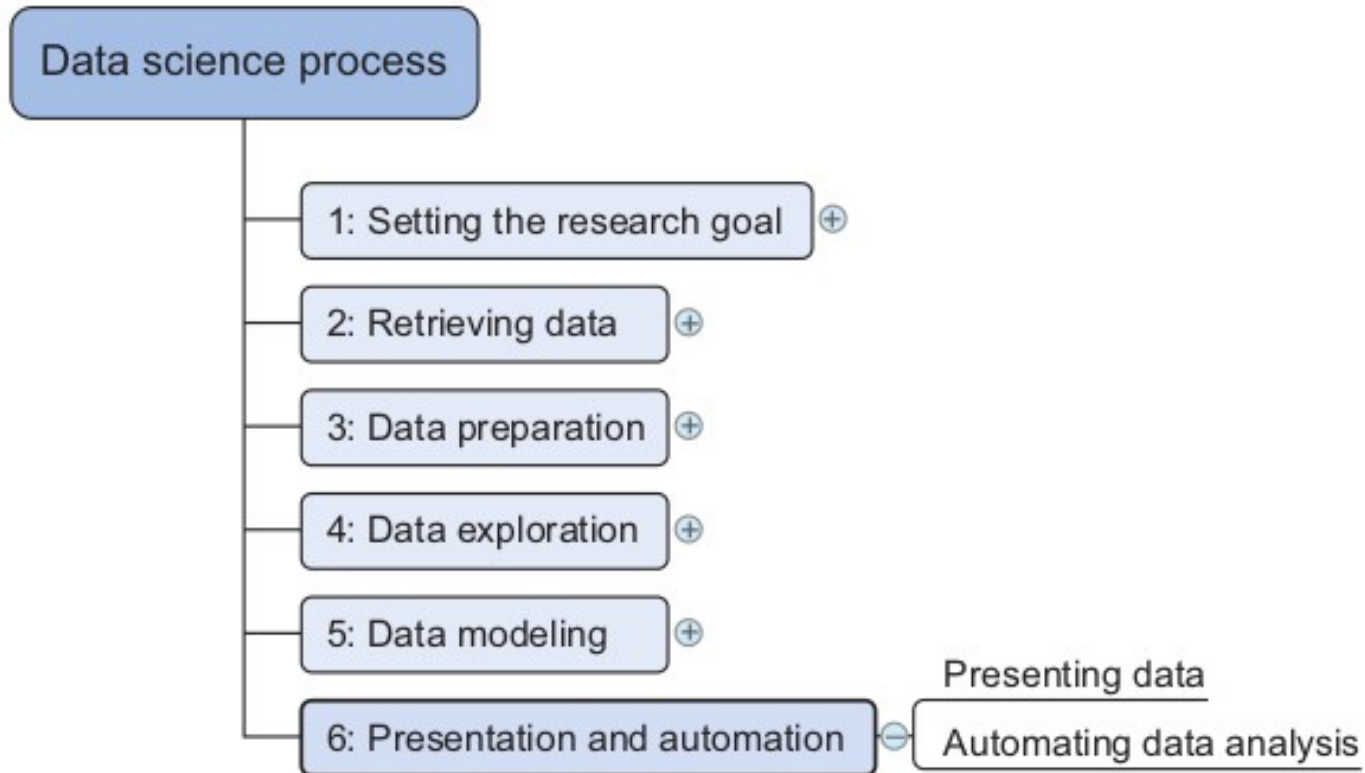 Data science process
1: Setting the research goal
2: Retrieving data
3: Data preparation
4: Data exploration
5: Data modeling
6: Presentation and automation
Presenting data
Automating data analysis